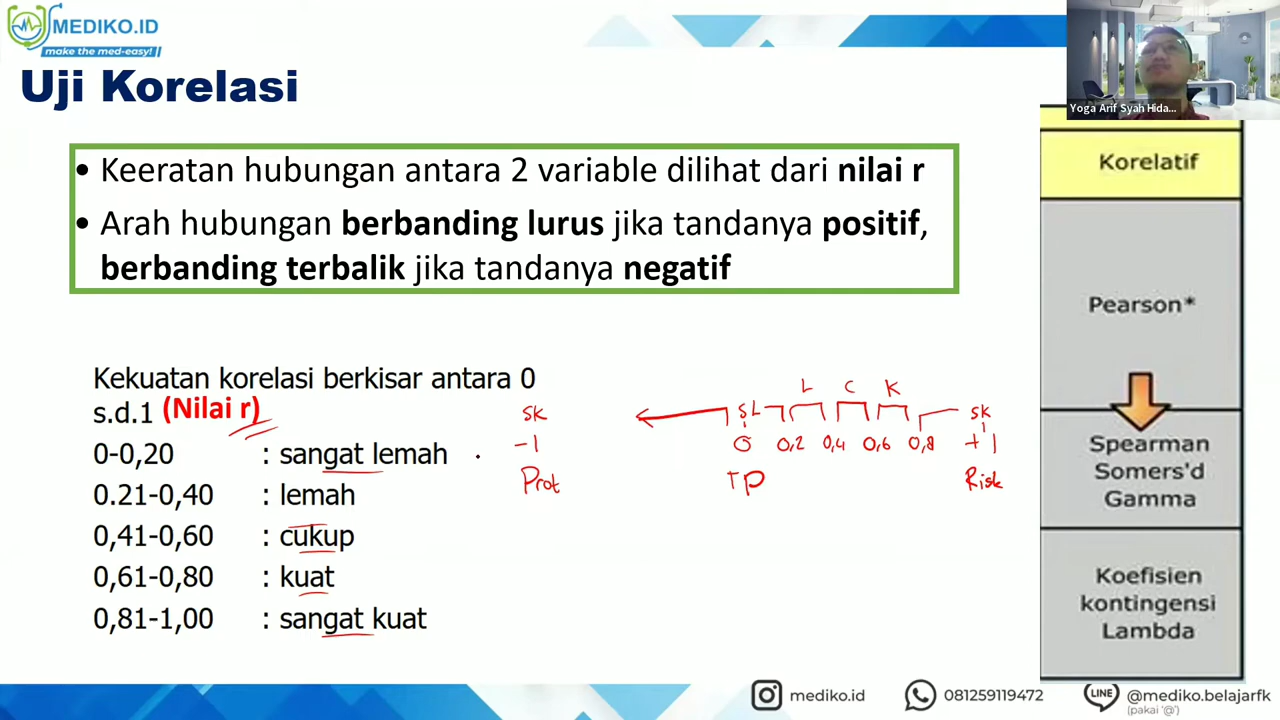 MEDIKO.ID
make the med-easy!
Uji Korelasi
Yoga Arif Syah Hida...
• Keeratan hubungan antara 2 variable dilihat dari nilai r
• Arah hubungan berbanding lurus jika tandanya positif,
berbanding terbalik jika tandanya negatif
Kekuatan korelasi berkisar antara 0
s.d.1 (Nilai r)
0-0,20 : sangat lemah
0.21-0,40 : lemah
0,41-0,60 : cukup
0,61-0,80 : kuat
0,81-1,00 : sangat kuat
L C K
sk sL sk
-1 0 0,2 0,4 0,6 0,8 +1
Prot TP Risk
Korelatif
Pearson*
Spearman
Somers'd
Gamma
Koefisien
kontingensi
Lambda
mediko.id
081259119472
LINE
@mediko.belajarfk
(pakai '@')